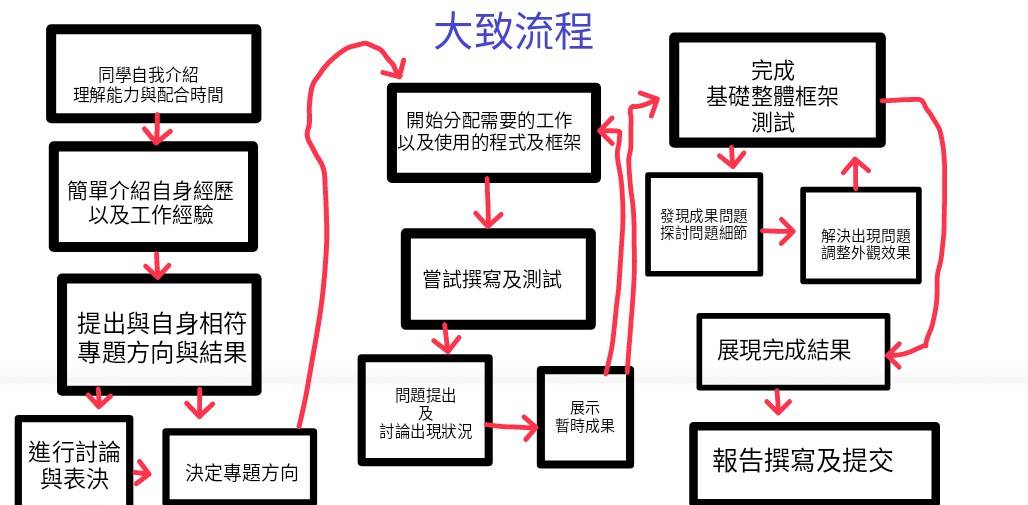 大致流程
同學自我介紹
理解能力與配合時間
簡單介紹自身經歷
以及工作經驗
提出與自身相符
專題方向與結果
進行討論
與表決
決定專題方向
開始分配需要的工作
以及使用的程式及框架
嘗試撰寫及測試
問題提出
及
討論出現狀況
展示
暫時成果
完成
基礎整體框架
測試
發現成果問題
探討問題細節
解決出現問題
調整外觀效果
展現完成結果
報告撰寫及提交